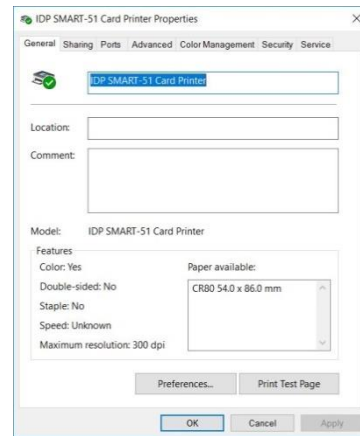 IDP SMART-51 Card Printer Properties
General Sharing Ports Advanced Color Management Security Service
IDP SMART-51 Card Printer
Location:
Comment:
Model: IDP SMART-51 Card Printer
Features
Color: Yes
Paper available:
Double-sided: No
CR80 54.0 x 86.0 mm
Staple: No
Speed: Unknown
Maximum resolution: 300 dpi
Preferences... Print Test Page
OK Cancel Apply